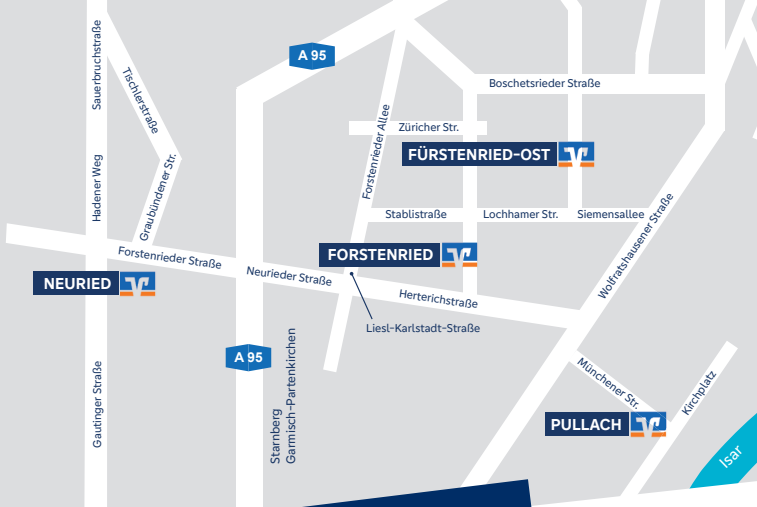 Sauerbruchstraße
Tischlerstraße
A 95
Boschetsrieder Straße
Forstenrieder Allee
Züricher Str.
FÜRSTENRIED-OST
Hadener Weg
Graubündener Str.
Stablistraße
Lochhamer Str.
Siemensallee
Wolfratshausener Straße
Forstenrieder Straße
FORSTENRIED
Neurieder Straße
NEURIED
Herterichstraße
Liesl-Karlstadt-Straße
A 95
Gautinger Straße
Starnberg
Garmisch-Partenkirchen
Münchener Str.
Kirchplatz
PULLACH
Isar